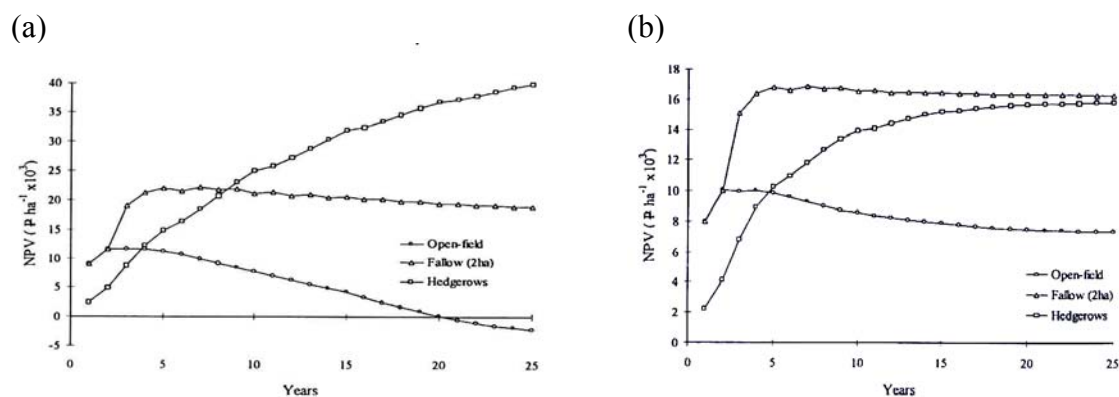 (a)
NPV (₱ ha⁻¹ x10³)
40
35
30
25
20
15
10
5
0
-5
Open-field
Fallow (2ha)
Hedgerows
0 5 10 15 20 25
Years
(b)
NPV (₱ ha⁻¹ x10³)
18
16
14
12
10
8
6
4
2
0
Open-field
Fallow (2ha)
Hedgerows
0 5 10 15 20 25
Years